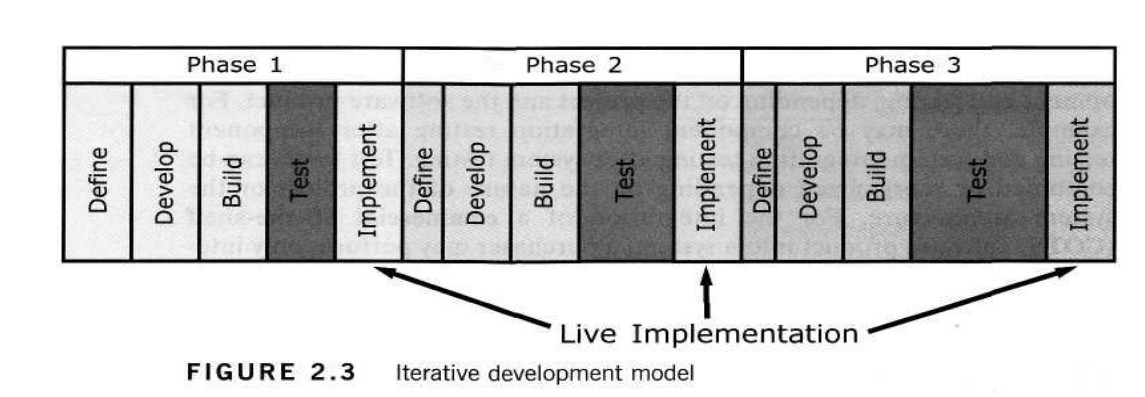 Phase 1 Phase 2 Phase 3
Define Develop Build Test Implement Define Develop Build Test Implement Define Develop Build Test Implement
Live Implementation
FIGURE 2.3 Iterative development model